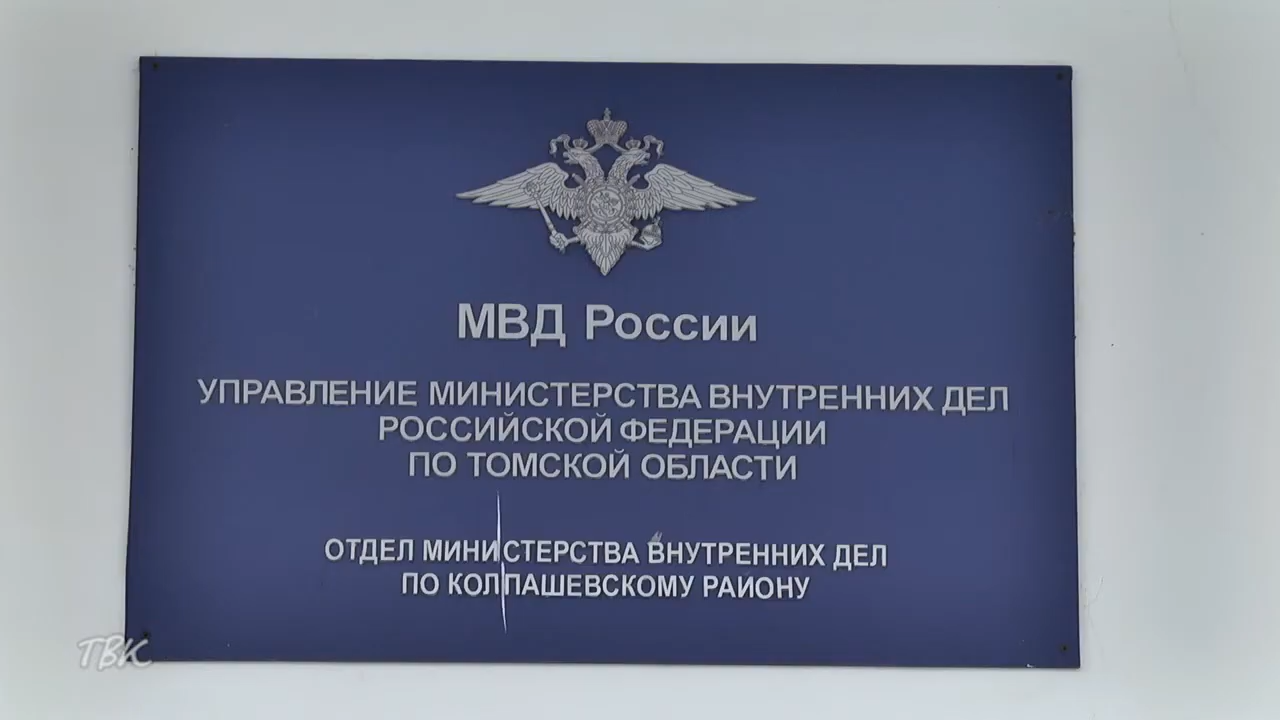 МВД России
УПРАВЛЕНИЕ МИНИСТЕРСТВА ВНУТРЕННИХ ДЕЛ
РОССИЙСКОЙ ФЕДЕРАЦИИ
ПО ТОМСКОЙ ОБЛАСТИ
ОТДЕЛ МИНИСТЕРСТВА ВНУТРЕННИХ ДЕЛ
ПО КОЛПАШЕВСКОМУ РАЙОНУ
ТВК